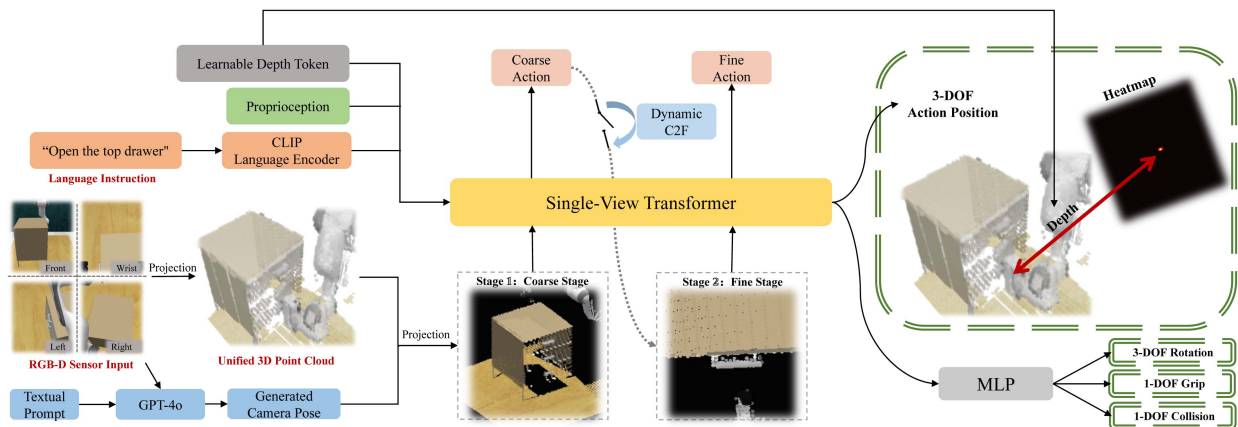 Learnable Depth Token
Proprioception
“Open the top drawer"
Language Instruction
CLIP
Language Encoder
Front
Wrist
Left
Right
RGB-D Sensor Input
Projection
Unified 3D Point Cloud
Textual
Prompt
GPT-4o
Generated
Camera Pose
Projection
Coarse
Action
Dynamic
C2F
Fine
Action
Single-View Transformer
Stage 1: Coarse Stage
Stage 2: Fine Stage
3-DOF
Action Position
Heatmap
Depth
MLP
3-DOF Rotation
1-DOF Grip
1-DOF Collision